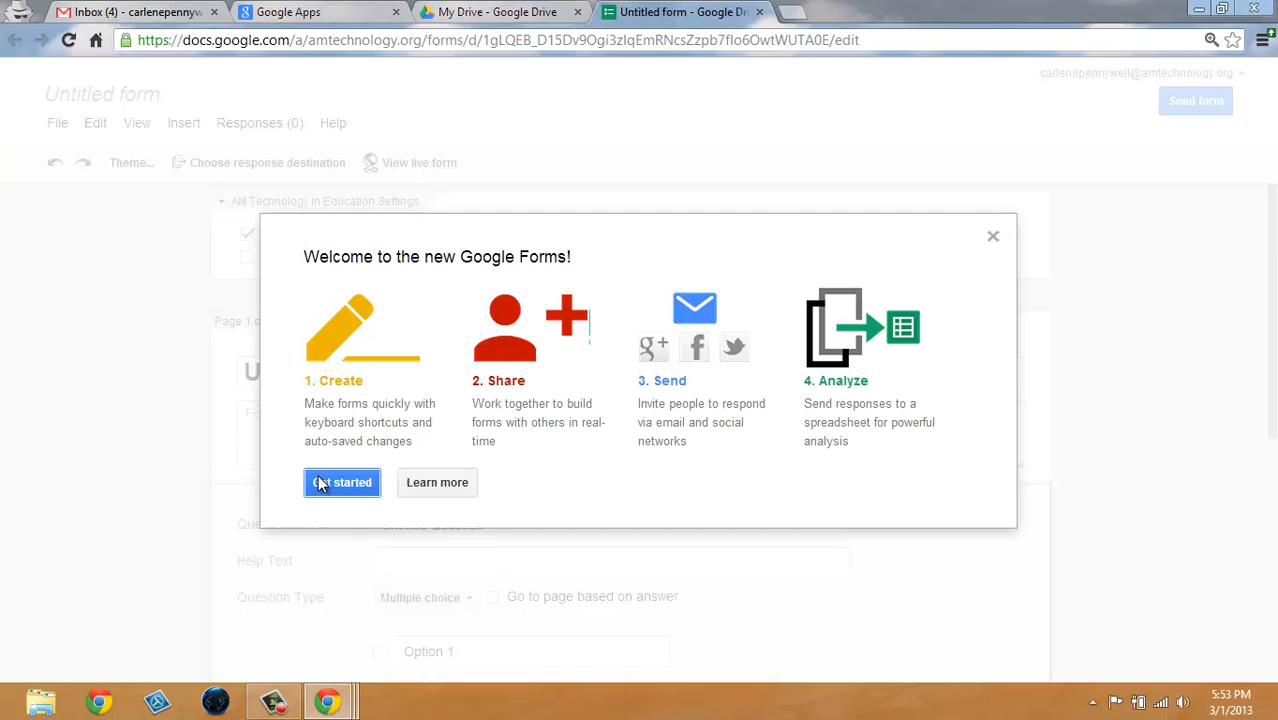 Inbox (4) - carlenepennyw
Google Apps
My Drive - Google Drive
Untitled form - Google Dr
https://docs.google.com/a/amtechnology.org/forms/d/1gLQEB_D15Dv9Ogi3zIqEmRNcsZzpb7fIo6OwtWUTA0E/edit
Untitled form
carlenepennywell@amtechnology.org
Send form
File Edit View Insert Responses (0) Help
Theme... Choose response destination View live form
AM Technology In Education Settings
Welcome to the new Google Forms!
Page 1 o
1. Create
Make forms quickly with
keyboard shortcuts and
auto-saved changes
2. Share
Work together to build
forms with others in real-
time
3. Send
Invite people to respond
via email and social
networks
4. Analyze
Send responses to a
spreadsheet for powerful
analysis
Get started
Learn more
Help Text
Question Type Multiple choice Go to page based on answer
Option 1
5:53 PM
3/1/2013